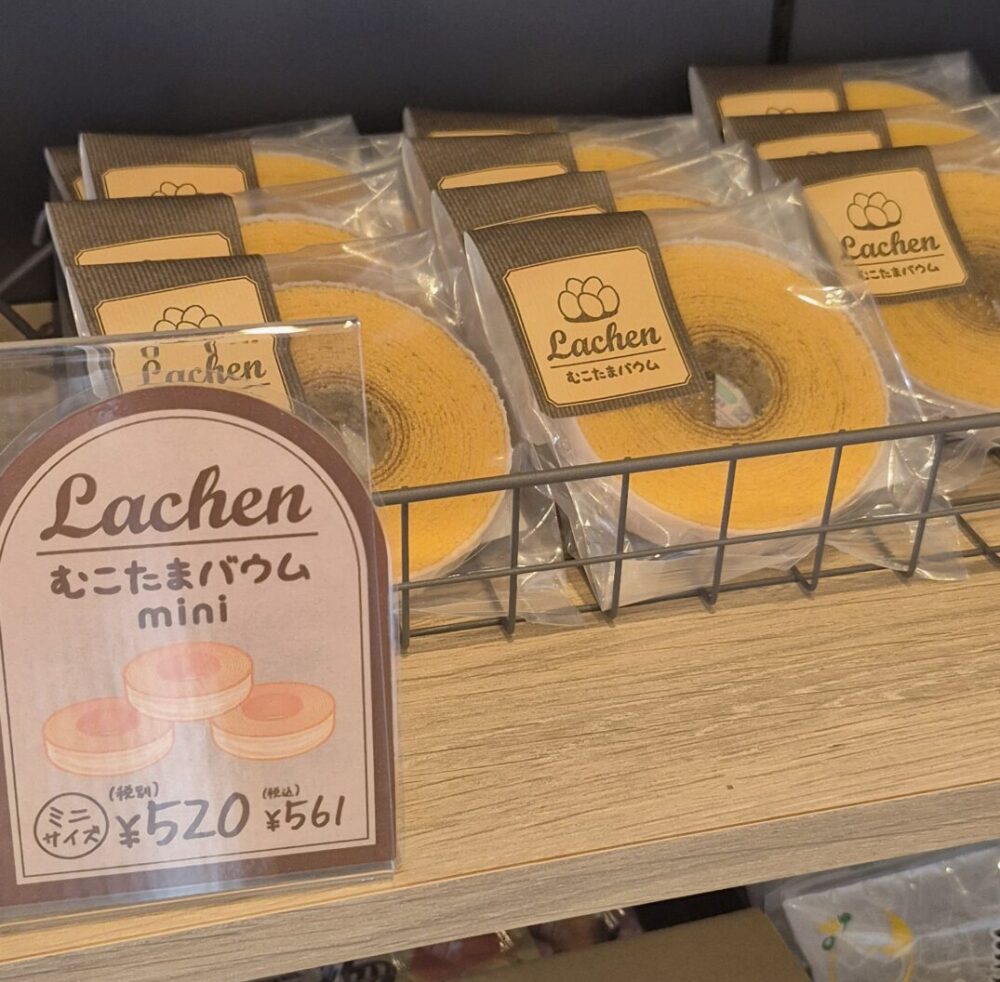 Lachen
むこたまバウム
Lachen
むこたまバウム
Lachen
Lachen
むこたまバウム
mini
ミニ
サイズ
(税別)
¥520
(税込)
¥561